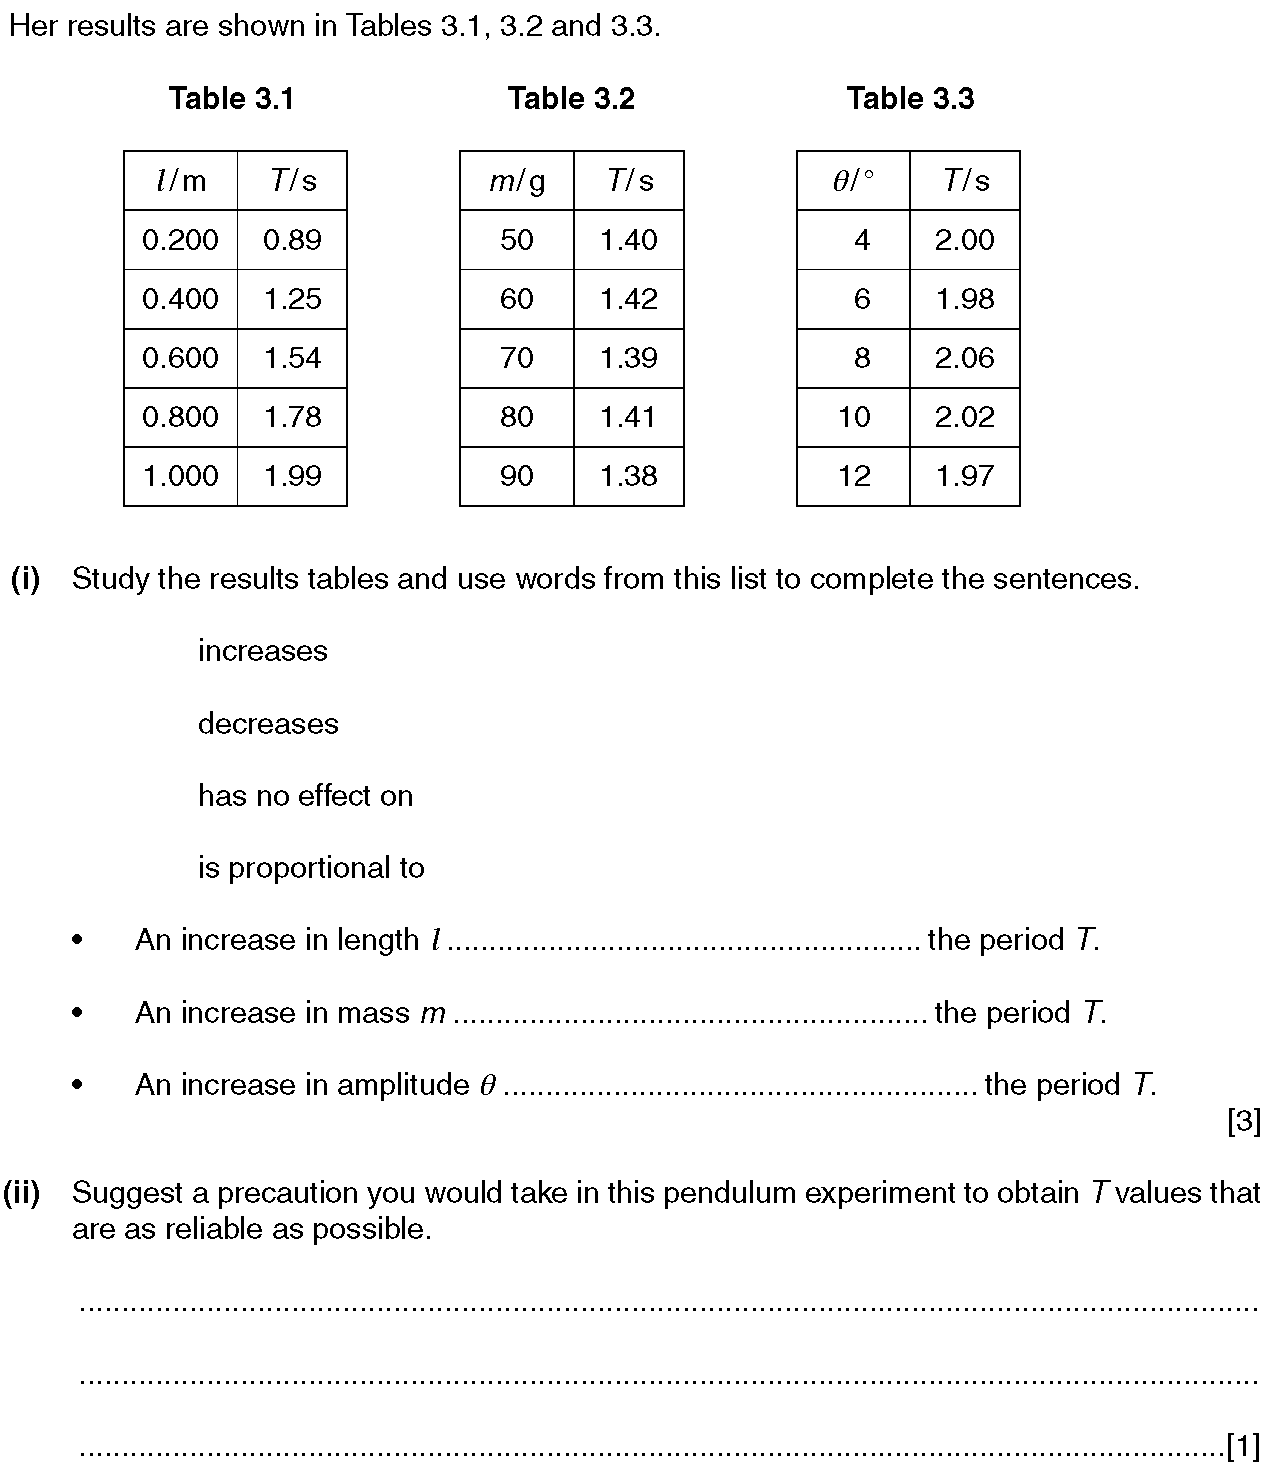 Her results are shown in Tables 3.1, 3.2 and 3.3.
Table 3.1 Table 3.2 Table 3.3
l/m T/s m/g T/s θ/° T/s
0.200 0.89 50 1.40 4 2.00
0.400 1.25 60 1.42 6 1.98
0.600 1.54 70 1.39 8 2.06
0.800 1.78 80 1.41 10 2.02
1.000 1.99 90 1.38 12 1.97
(i) Study the results tables and use words from this list to complete the sentences.
increases
decreases
has no effect on
is proportional to
• An increase in length l ........................................................ the period T.
• An increase in mass m ........................................................ the period T.
• An increase in amplitude θ ........................................................ the period T.
[3]
(ii) Suggest a precaution you would take in this pendulum experiment to obtain T values that
are as reliable as possible.
..........................................................................................................................................
..........................................................................................................................................
......................................................................................................................................[1]